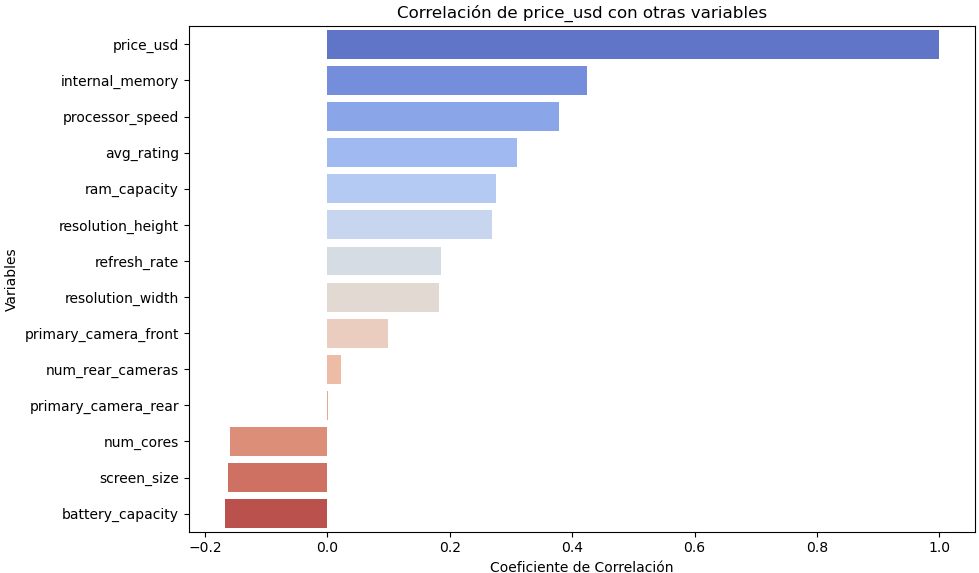 Correlación de price_usd con otras variables
Variables
price_usd
internal_memory
processor_speed
avg_rating
ram_capacity
resolution_height
refresh_rate
resolution_width
primary_camera_front
num_rear_cameras
primary_camera_rear
num_cores
screen_size
battery_capacity
−0.2 0.0 0.2 0.4 0.6 0.8 1.0
Coeficiente de Correlación